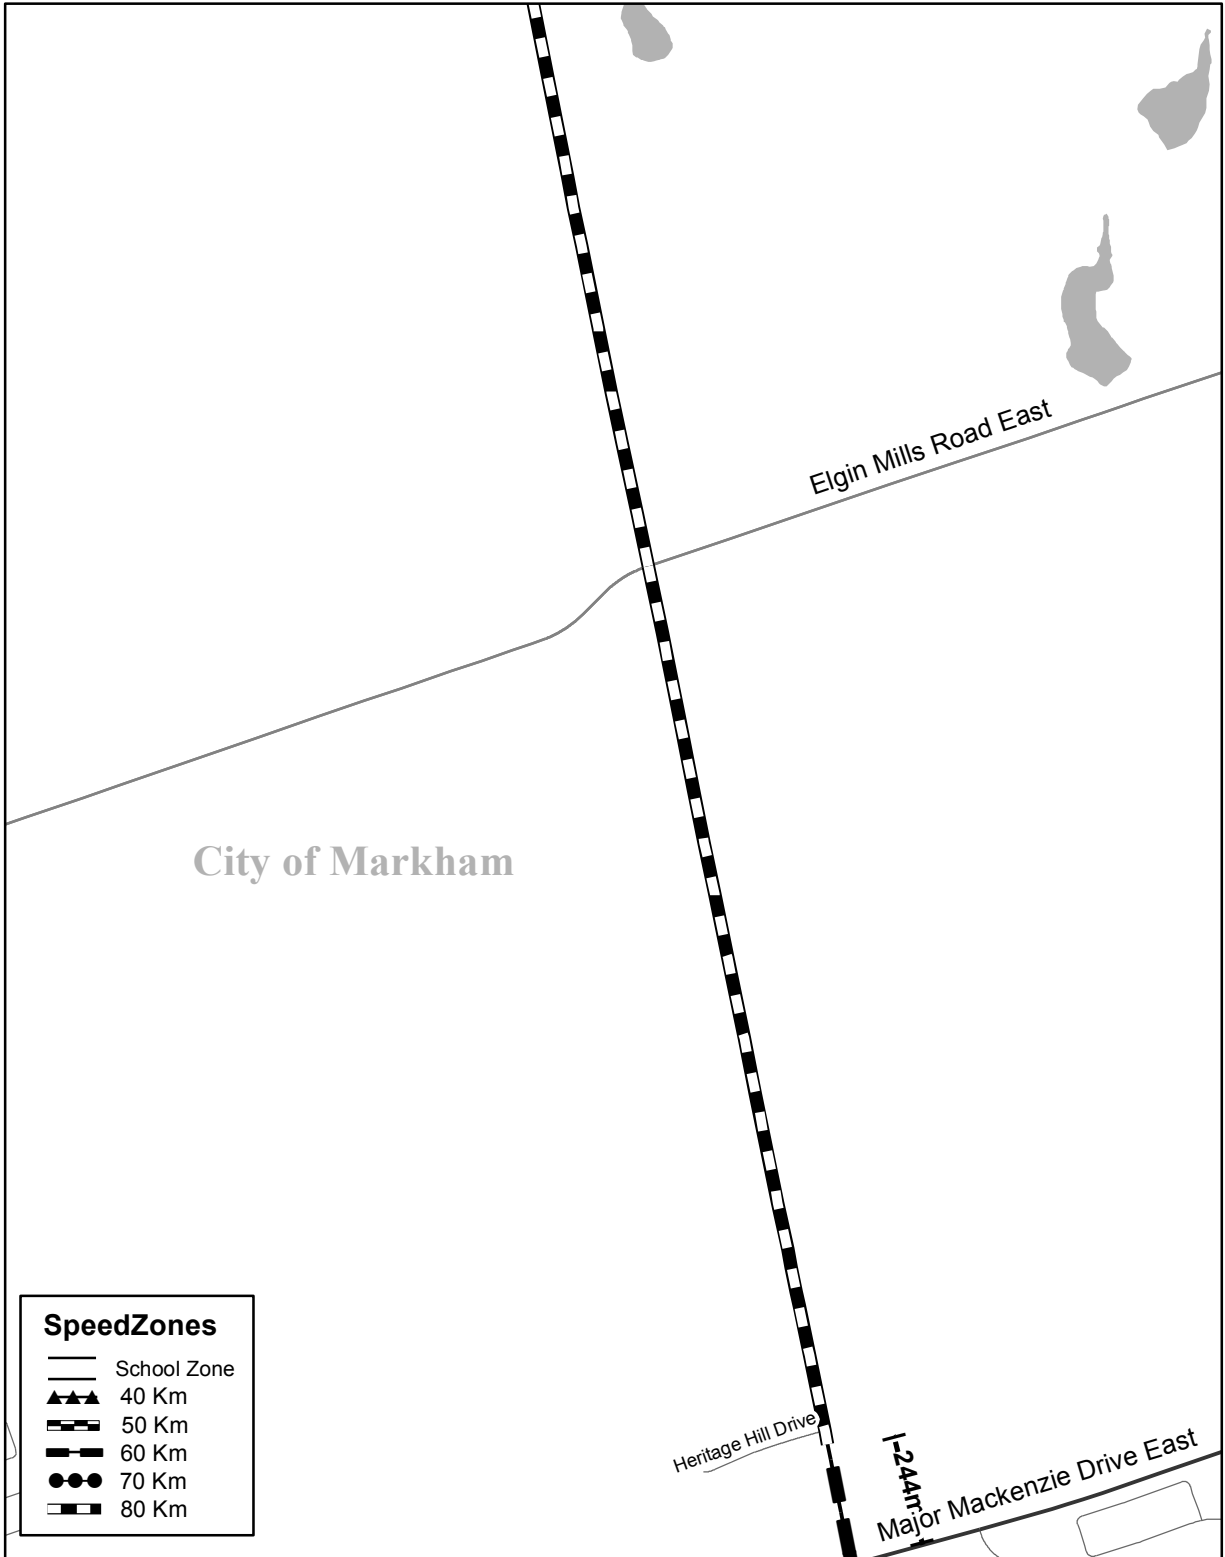 Elgin Mills Road East
City of Markham
SpeedZones
School Zone
40 Km
50 Km
60 Km
70 Km
80 Km
Heritage Hill Drive
244m
Major Mackenzie Drive East